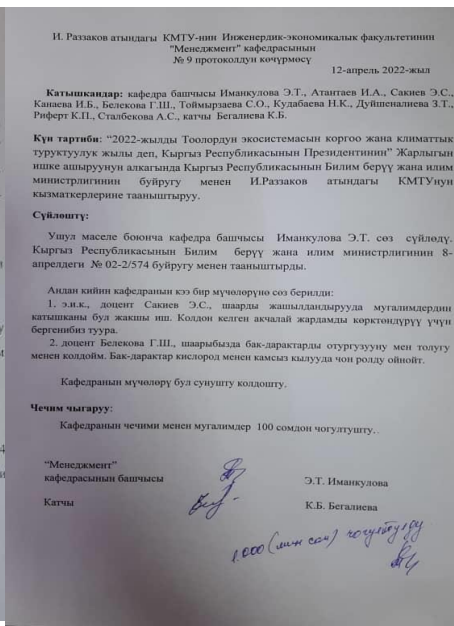 И. Раззаков атындагы КМТУ-нин Инженердик-экономикалык факультетинин
"Менеджмент" кафедрасынын
№ 9 протоколдун көчүрмөсү
12-апрель 2022-жыл
Катышкандар: кафедра башчысы Иманкулова Э.Т., Атантаев И.А., Сакиев Э.С.,
Канаева И.Б., Белекова Г.Ш., Тоймырзаева С.О., Кудабаева Н.К., Дуйшеналиева З.Т.,
Риферт К.П., Сталбекова А.С., катчы Бегалиева К.Б.
Күн тартиби: "2022-жылды Тоолордун экосистемасын коргоо жана климаттык
туруктуулук жылы деп, Кыргыз Республикасынын Президентинин" Жарлыгын
ишке ашыруунун алкагында Кыргыз Республикасынын Билим берүү жана илим
министрлигинин буйругу менен И.Раззаков атындагы КМТУнун
кызматкерлерине тааныштыруу.
Сүйлөштү:
Ушул маселе боюнча кафедра башчысы Иманкулова Э.Т. сөз сүйлөдү.
Кыргыз Республикасынын Билим берүү жана илим министрлигинин 8-
апрелдеги № 02-2/574 буйругу менен тааныштырды.
Андан кийин кафедранын кээ бир мүчөлөрүнө сөз берилди:
1. э.и.к., доцент Сакиев Э.С., шаарды жашылдандырууда мугалимдердин
катышканы бул жакшы иш. Колдон келген акчалай жардамды көрктөндүрүү үчүн
бергенибиз туура.
2. доцент Белекова Г.Ш., шаарыбызда бак-дарактарды отургузууну мен толугу
менен колдойм. Бак-дарактар кислород менен камсыз кылууда чоң ролду ойнойт.
Кафедранын мүчөлөрү бул сунушту колдошту.
Чечим чыгаруу:
Кафедранын чечими менен мугалимдер 100 сомдон чогултушту.
"Менеджмент"
кафедрасынын башчысы Э.Т. Иманкулова
Катчы К.Б. Бегалиева
1.000 (мин сом) чогултулду